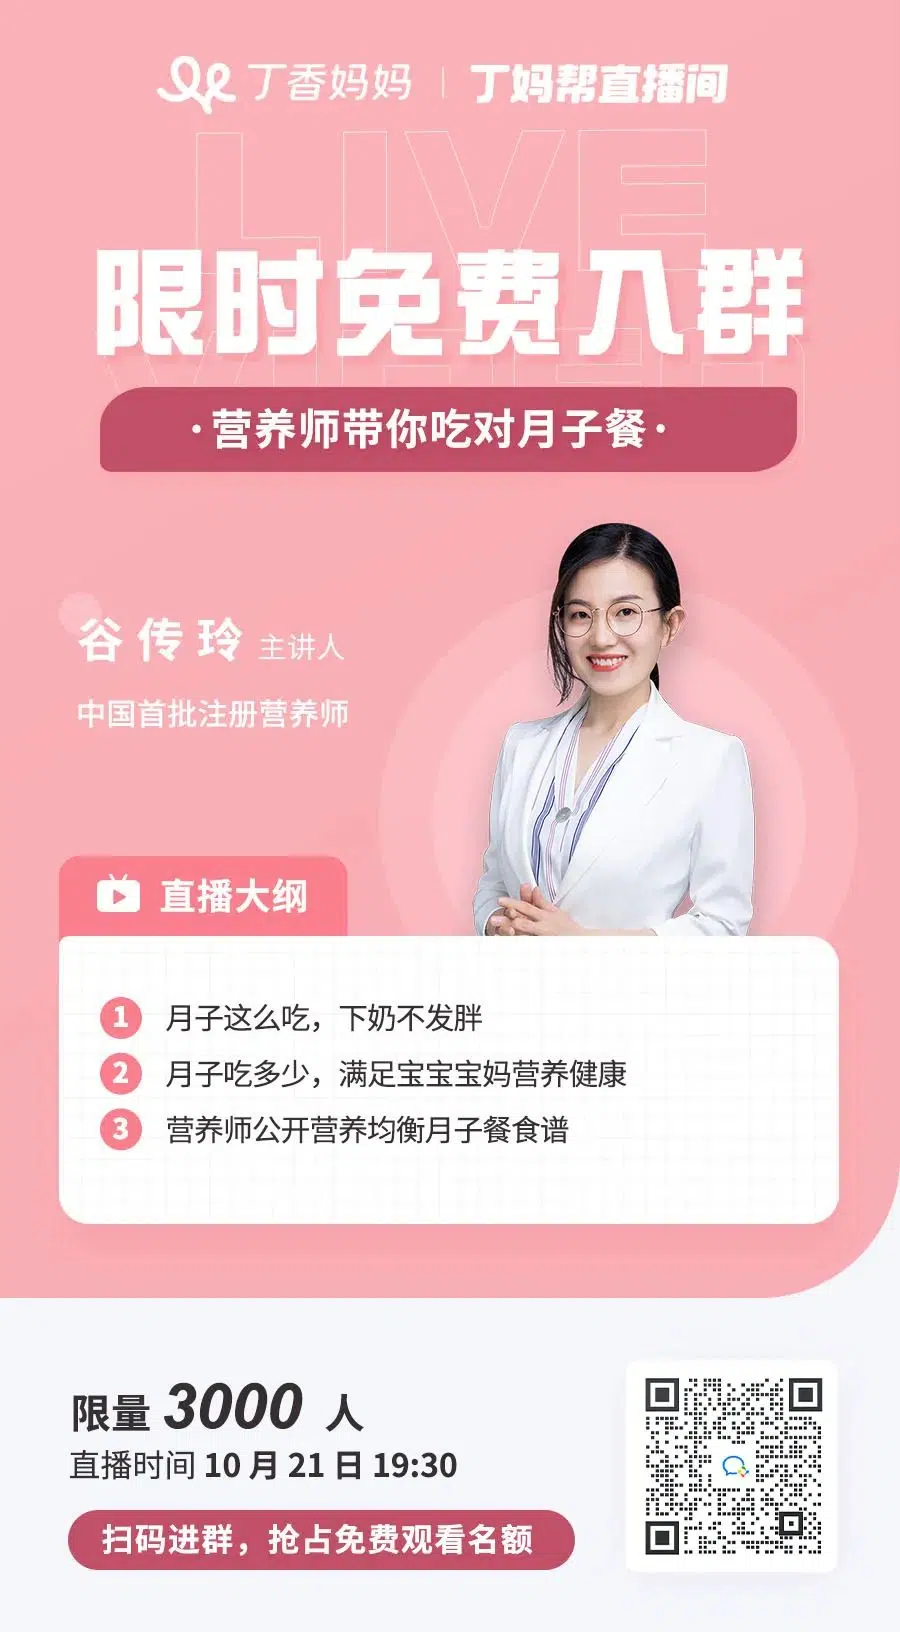 丁香妈妈 | 丁妈帮直播间
LIVE
限时免费入群
·营养师带你吃对月子餐·
谷传玲 主讲人
中国首批注册营养师
直播大纲
1 月子这么吃，下奶不发胖
2 月子吃多少，满足宝宝宝妈营养健康
3 营养师公开营养均衡月子餐食谱
限量 3000 人
直播时间 10 月 21 日 19:30
扫码进群，抢占免费观看名额